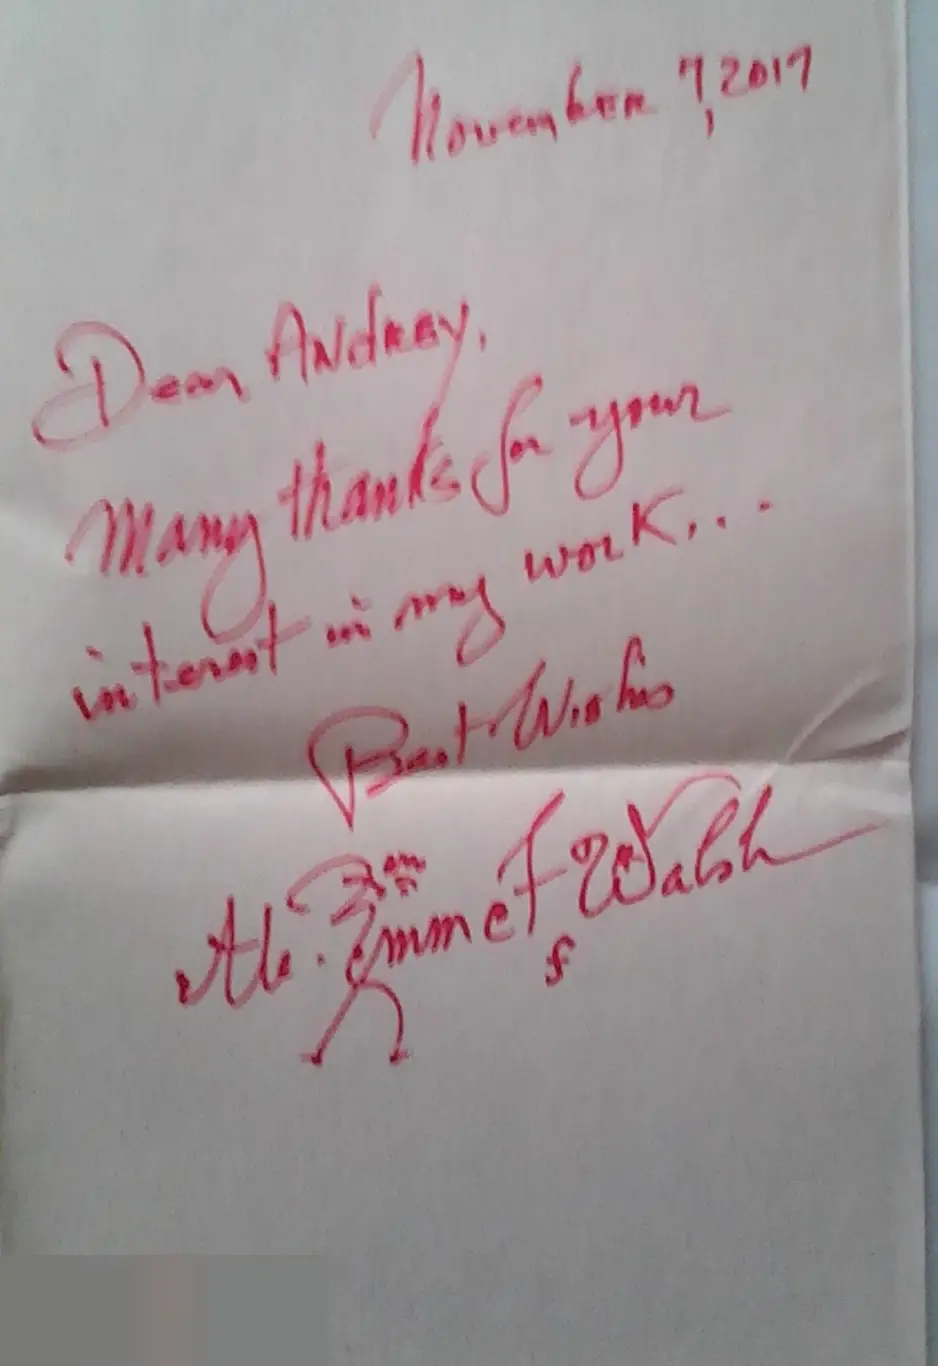 November 7, 2017
Dear Andrey,
Many thanks for your
interest in my work...
Best Wishes
M. Emmet Walsh